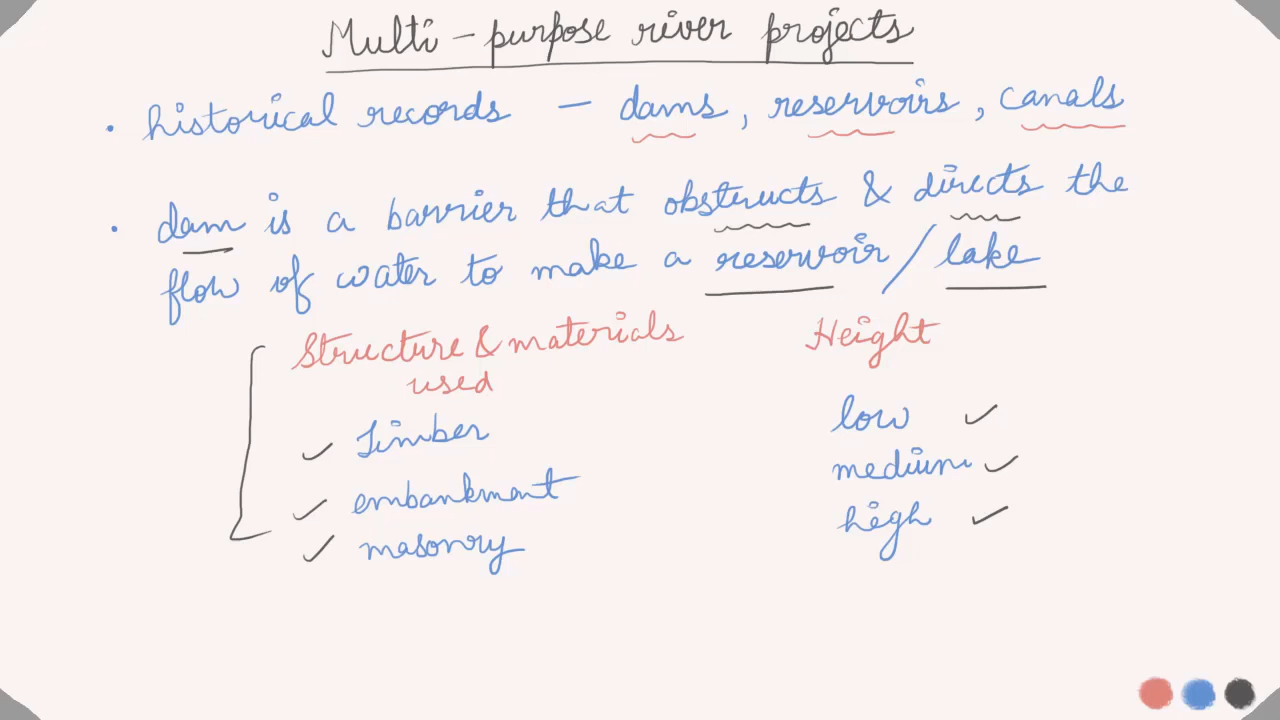 Multi - purpose river projects
• historical records — dams, reservoirs, canals
• dam is a barrier that obstructs & directs the
flow of water to make a reservoir / lake
Structure & materials used
✓ Timber
✓ embankment
✓ masonry
Height
low ✓
medium ✓
high ✓